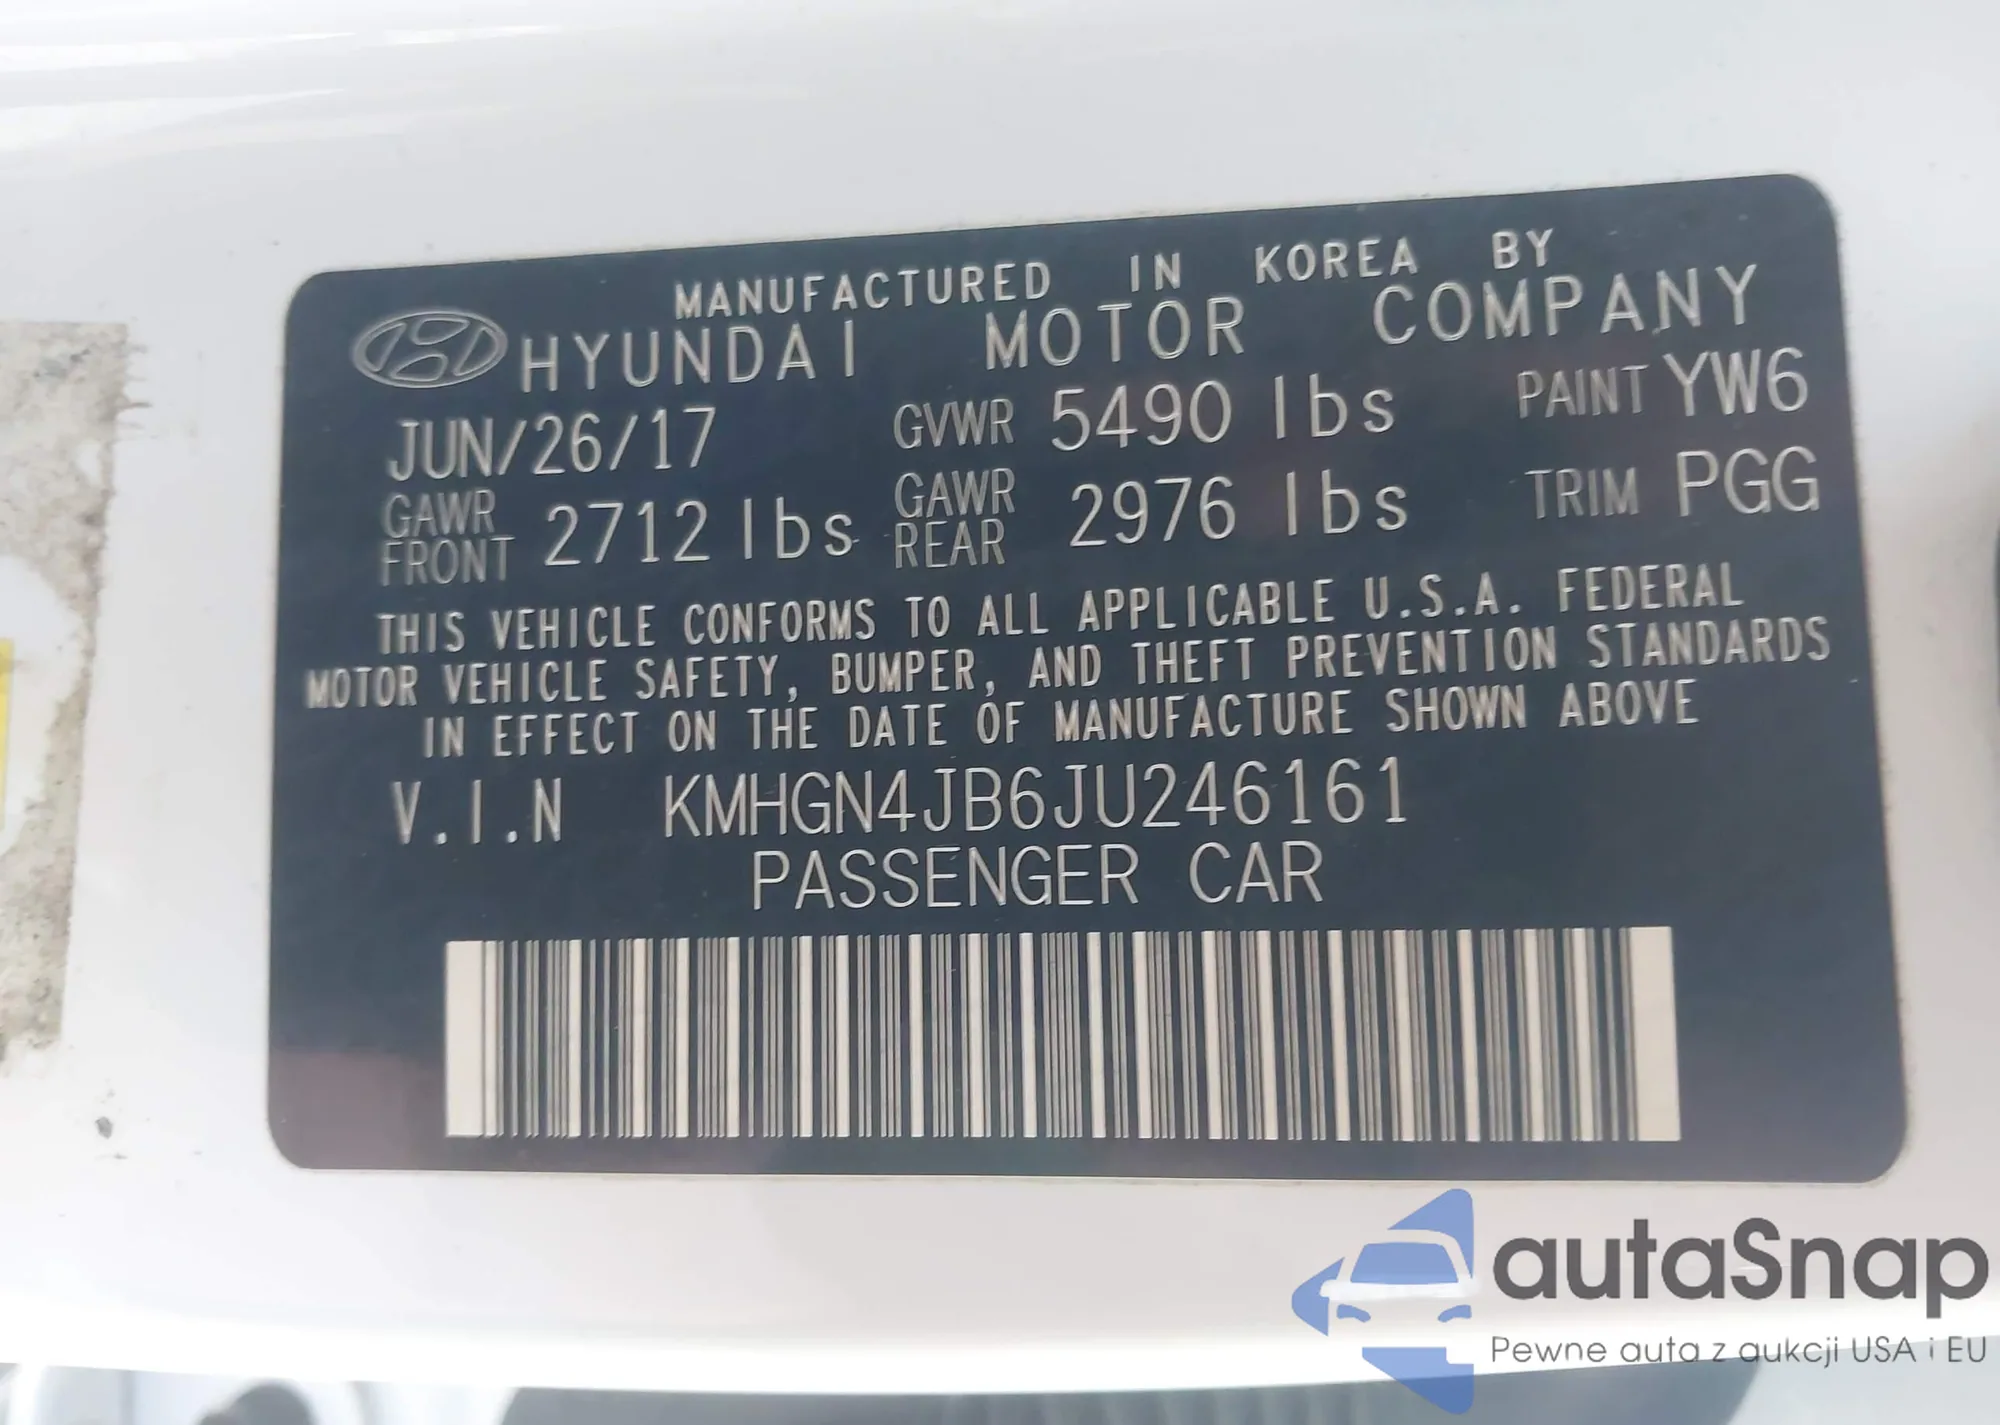 MANUFACTURED IN KOREA BY
HYUNDAI MOTOR COMPANY
JUN/26/17 GVWR 5490 lbs PAINT YW6
GAWR FRONT 2712 lbs GAWR REAR 2976 lbs TRIM PGG
THIS VEHICLE CONFORMS TO ALL APPLICABLE U.S.A. FEDERAL
MOTOR VEHICLE SAFETY, BUMPER, AND THEFT PREVENTION STANDARDS
IN EFFECT ON THE DATE OF MANUFACTURE SHOWN ABOVE
V.I.N KMHGN4JB6JU246161
PASSENGER CAR
autaSnap
Pewne auta z aukcji USA i EU